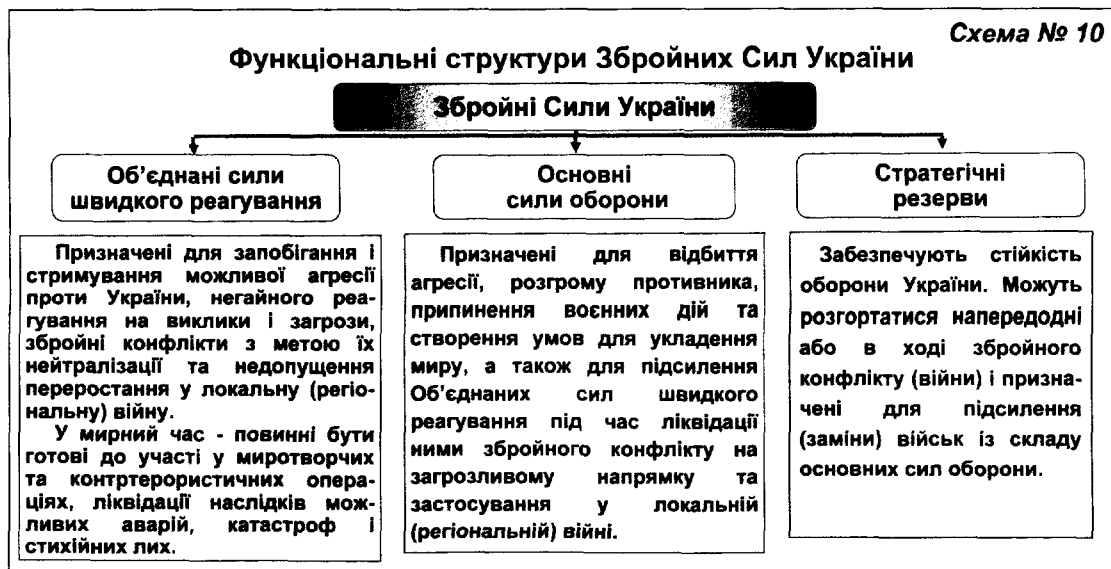 Схема № 10
Функціональні структури Збройних Сил України
Збройні Сили України
Об’єднані сили
швидкого реагування
Призначені для запобігання і
стримування можливої агресії
проти України, негайного реа-
гування на виклики і загрози,
збройні конфлікти з метою їх
нейтралізації та недопущення
переростання у локальну (регіо-
нальну) війну.
У мирний час - повинні бути
готові до участі у миротворчих
та контртерористичних опера-
ціях, ліквідації наслідків мож-
ливих аварій, катастроф і
стихійних лих.
Основні
сили оборони
Призначені для відбиття
агресії, розгрому противника,
припинення воєнних дій та
створення умов для укладення
миру, а також для підсилення
Об’єднаних сил швидкого
реагування під час ліквідації
ними збройного конфлікту на
загрозливому напрямку та
застосування у локальній
(регіональній) війні.
Стратегічні
резерви
Забезпечують стійкість
оборони України. Можуть
розгортатися напередодні
або в ході збройного
конфлікту (війни) і призна-
чені для підсилення
(заміни) військ із складу
основних сил оборони.